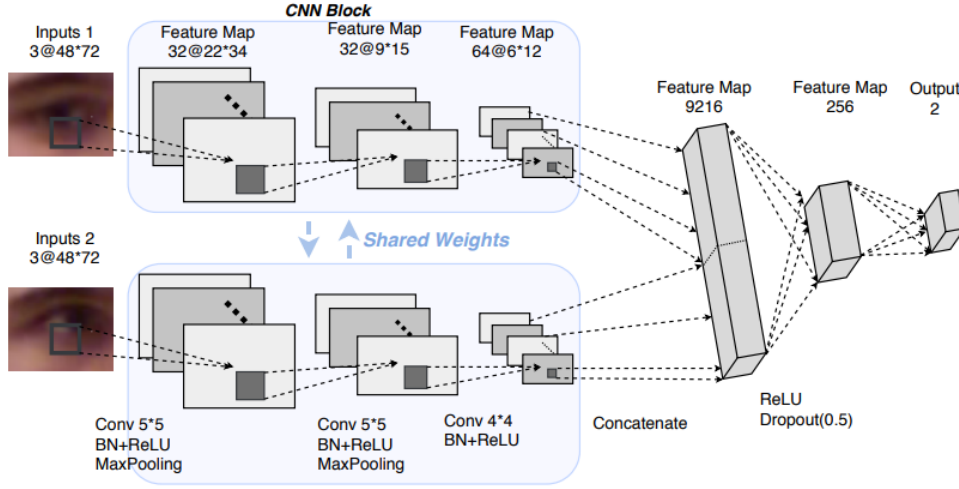 CNN Block
Inputs 1
3@48*72
Feature Map
32@22*34
Feature Map
32@9*15
Feature Map
64@6*12
Feature Map
9216
Feature Map
256
Output
2
Shared Weights
Inputs 2
3@48*72
Conv 5*5
BN+ReLU
MaxPooling
Conv 5*5
BN+ReLU
MaxPooling
Conv 4*4
BN+ReLU
Concatenate
ReLU
Dropout(0.5)